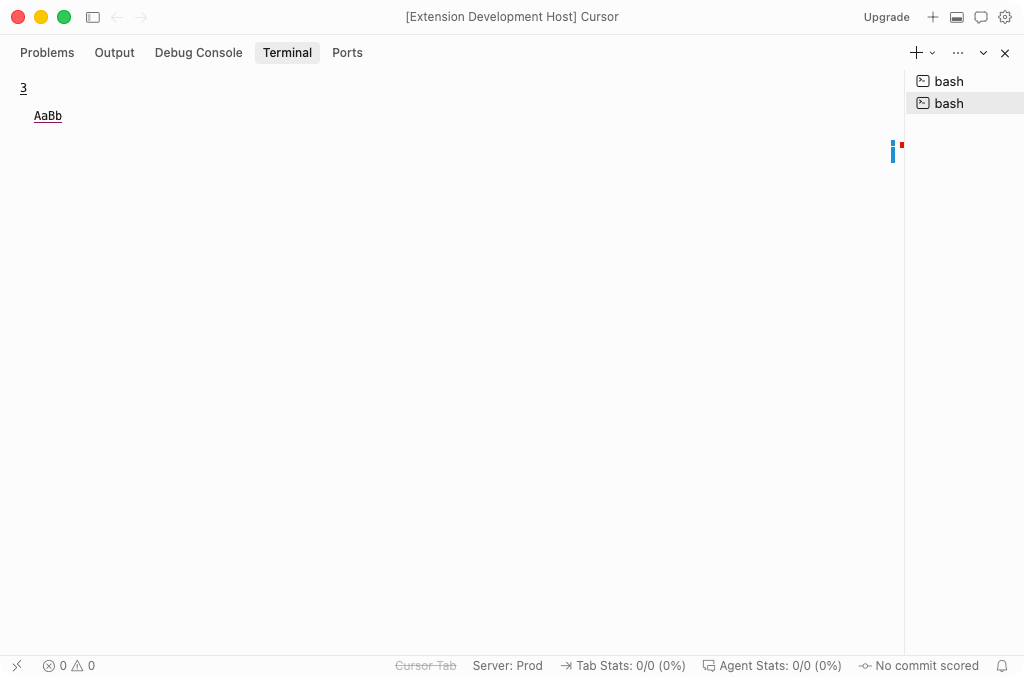 [Extension Development Host] Cursor
Upgrade
Problems Output Debug Console Terminal Ports
3
AaBb
bash
bash
0 0
Cursor Tab Server: Prod Tab Stats: 0/0 (0%) Agent Stats: 0/0 (0%) No commit scored